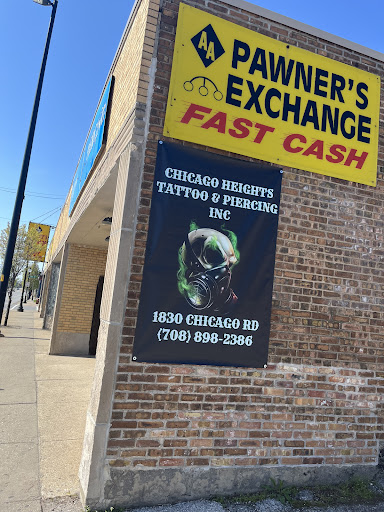 AA
PAWNER'S
EXCHANGE
FAST CASH
CHICAGO HEIGHTS
TATTOO & PIERCING
INC
1830 CHICAGO RD
(708) 898-2386